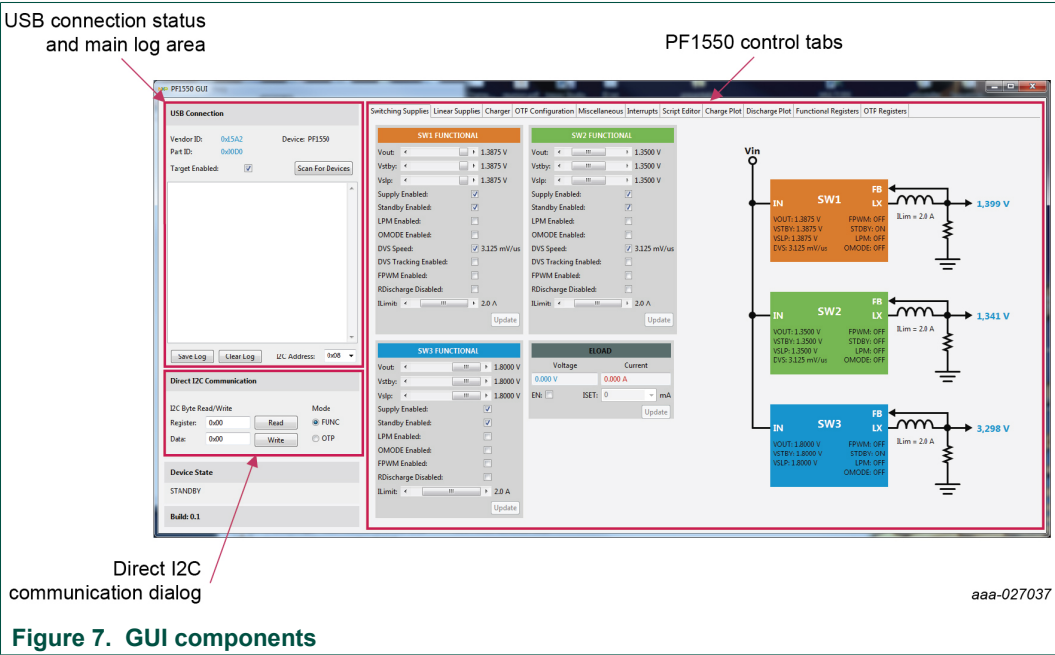 USB connection status
and main log area
PF1550 control tabs
PF1550 GUI
USB Connection
Vendor ID: 0x15A2 Device: PF1550
Part ID: 0x00D0
Target Enabled: Scan For Devices
Save Log Clear Log I2C Address: 0x08
Direct I2C Communication
I2C Byte Read/Write Mode
Register: 0x00 Read FUNC
Data: 0x00 Write OTP
Device State
STANDBY
Build: 0.1
Switching Supplies Linear Supplies Charger OTF Configuration Miscellaneous Interrupts Script Editor Charge Plot Discharge Plot Functional Registers OTF Registers
SW1 FUNCTIONAL
Vout: 1.3875 V
Vstby: 1.3875 V
Vslp: 1.3875 V
Supply Enabled:
Standby Enabled:
LPM Enabled:
OMODE Enabled:
DVS Speed: 3.125 mV/us
DVS Tracking Enabled:
FPWM Enabled:
RDischarge Disabled:
ILimit: 2.0 A
Update
SW2 FUNCTIONAL
Vout: 1.3500 V
Vstby: 1.3500 V
Vslp: 1.3500 V
Supply Enabled:
Standby Enabled:
LPM Enabled:
OMODE Enabled:
DVS Speed: 3.125 mV/us
DVS Tracking Enabled:
FPWM Enabled:
RDischarge Disabled:
ILimit: 2.0 A
Update
SW3 FUNCTIONAL
Vout: 1.8000 V
Vstby: 1.8000 V
Vslp: 1.8000 V
Supply Enabled:
Standby Enabled:
LPM Enabled:
OMODE Enabled:
FPWM Enabled:
RDischarge Disabled:
ILimit: 2.0 A
Update
ELOAD
Voltage Current
0.000 V 0.000 A
EN: ISET: 0 mA
Update
Vin
FB
IN SW1 LX
1,399 V
ILim = 2.0 A
VOUT: 1.3875 V FPWM: OFF
VSTBY: 1.3875 V STDBY: ON
VSLP: 1.3875 V LPM: OFF
DVS: 3.125 mV/us OMODE: OFF
FB
IN SW2 LX
1,341 V
ILim = 2.0 A
VOUT: 1.3500 V FPWM: OFF
VSTBY: 1.3500 V STDBY: OFF
VSLP: 1.3500 V LPM: OFF
DVS: 3.125 mV/us OMODE: OFF
FB
IN SW3 LX
3,298 V
ILim = 2.0 A
VOUT: 1.8000 V FPWM: OFF
VSTBY: 1.8000 V STDBY: ON
VSLP: 1.8000 V LPM: OFF
OMODE: OFF
Direct I2C
communication dialog
aaa-027037
Figure 7. GUI components